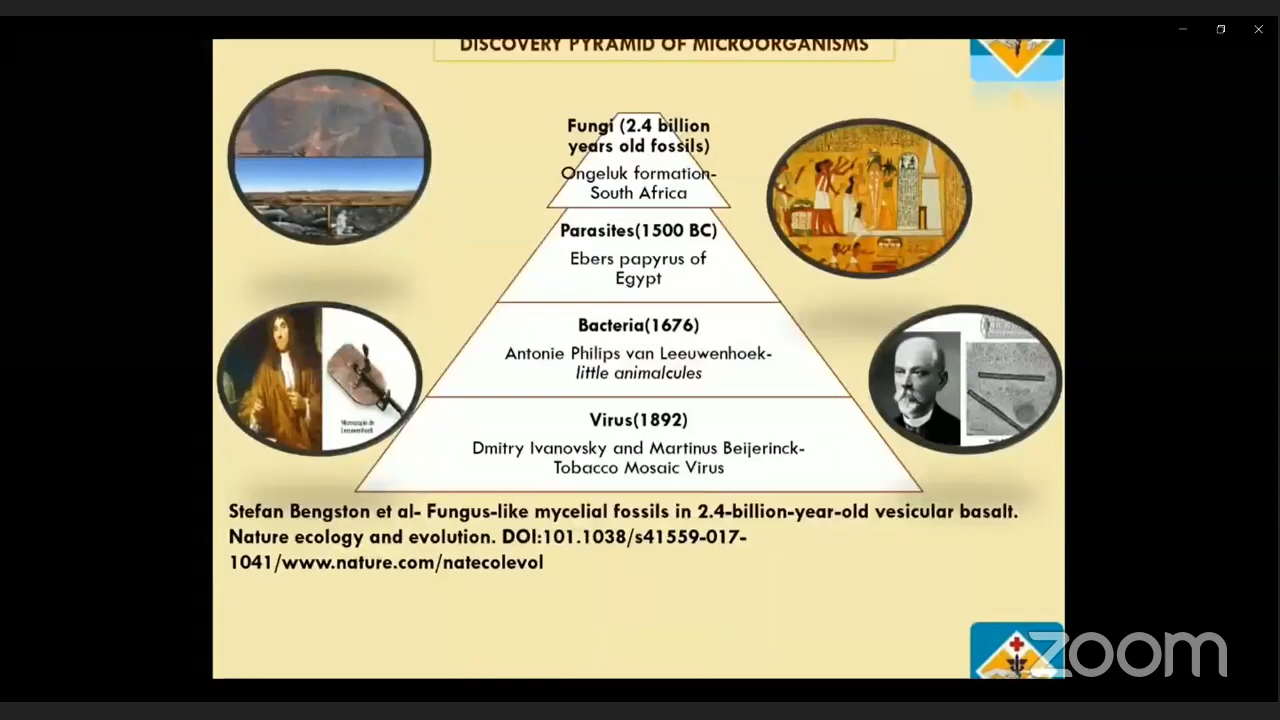 DISCOVERY PYRAMID OF MICROORGANISMS
Fungi (2.4 billion
years old fossils)
Ongeluk formation-
South Africa
Parasites(1500 BC)
Ebers papyrus of
Egypt
Bacteria(1676)
Antonie Philips van Leeuwenhoek-
little animalcules
Microscopio de
Leeuwenhoek
Virus(1892)
Dmitry Ivanovsky and Martinus Beijerinck-
Tobacco Mosaic Virus
Stefan Bengston et al- Fungus-like mycelial fossils in 2.4-billion-year-old vesicular basalt.
Nature ecology and evolution. DOI:101.1038/s41559-017-
1041/www.nature.com/natecolevol
zoom